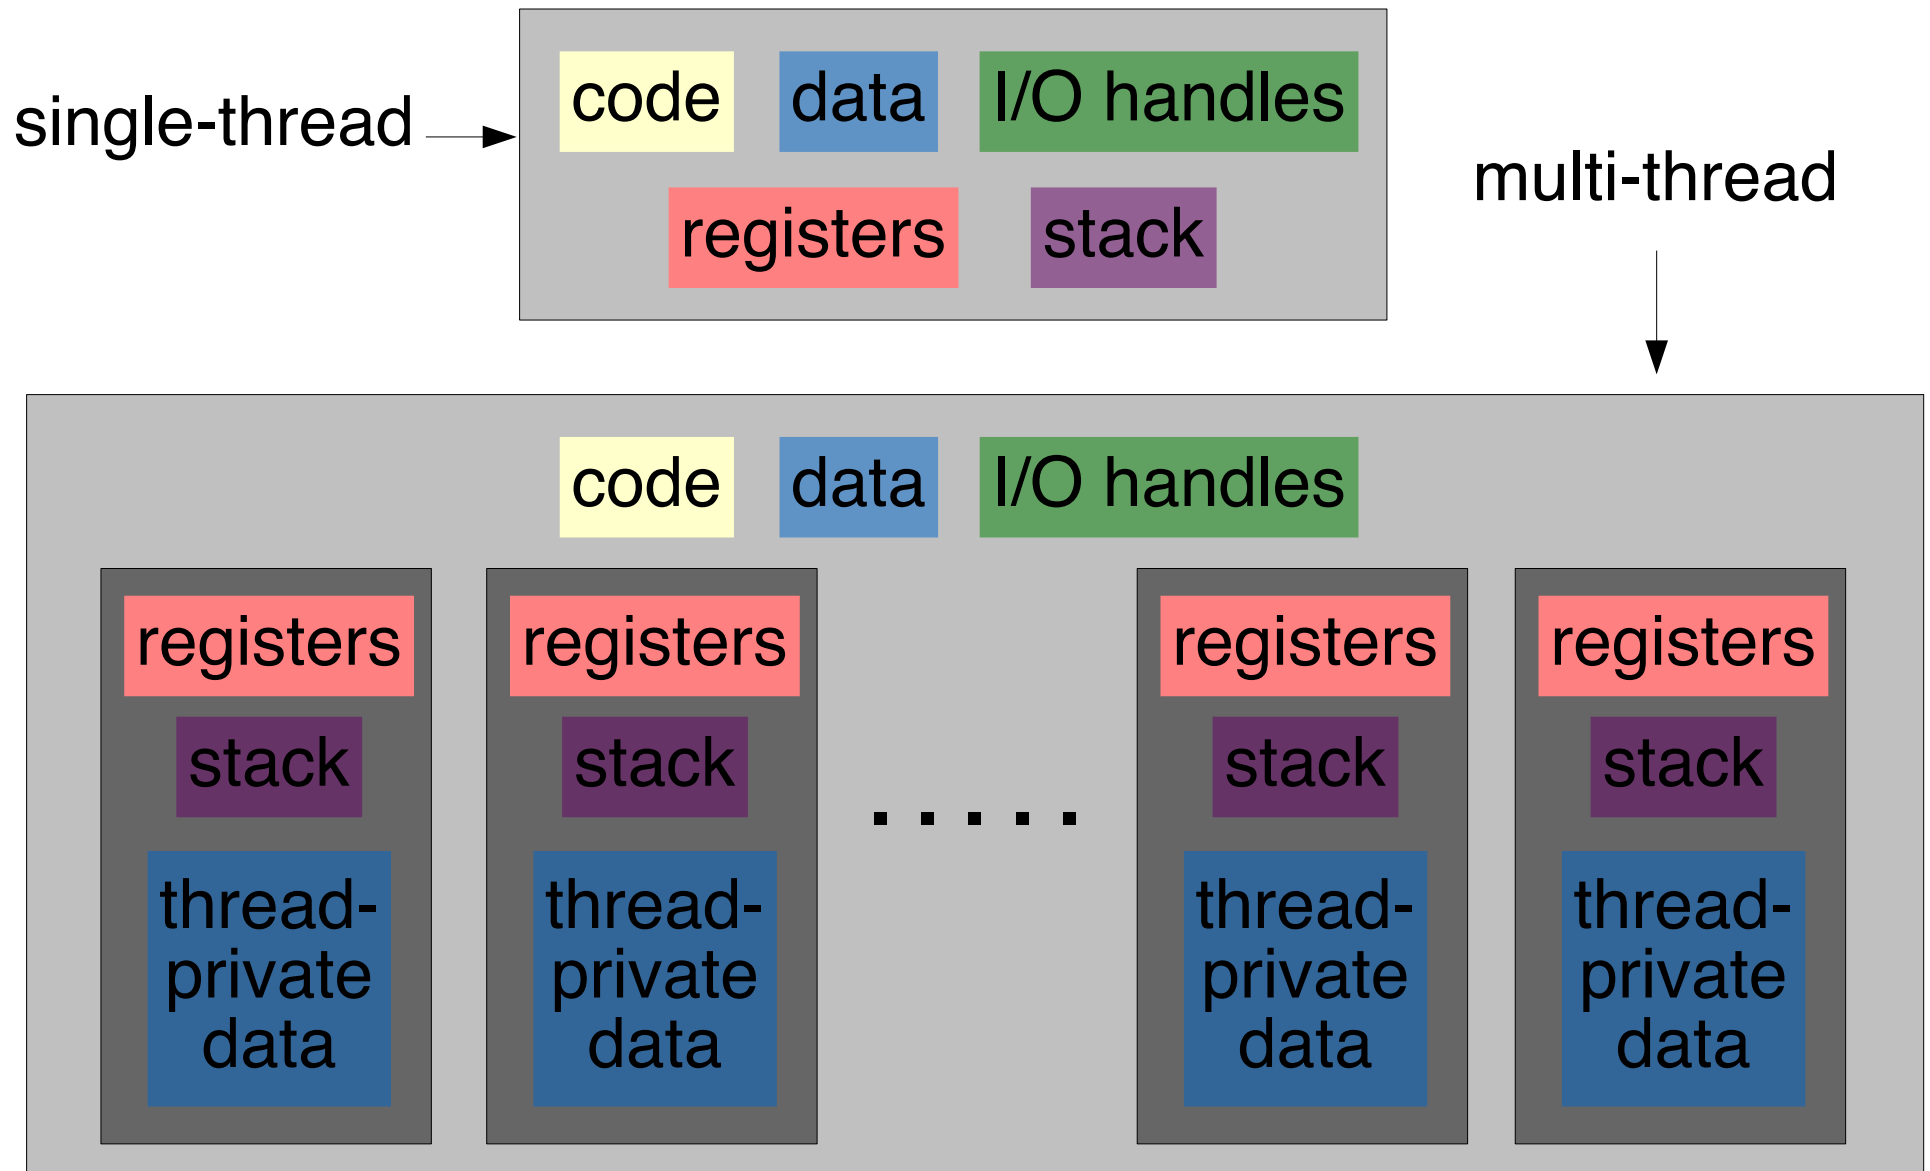 code data I/O handles
single-thread
multi-thread
registers stack
code data I/O handles
registers registers registers registers
stack stack stack stack
.....
thread- thread- thread- thread-
private private private private
data data data data